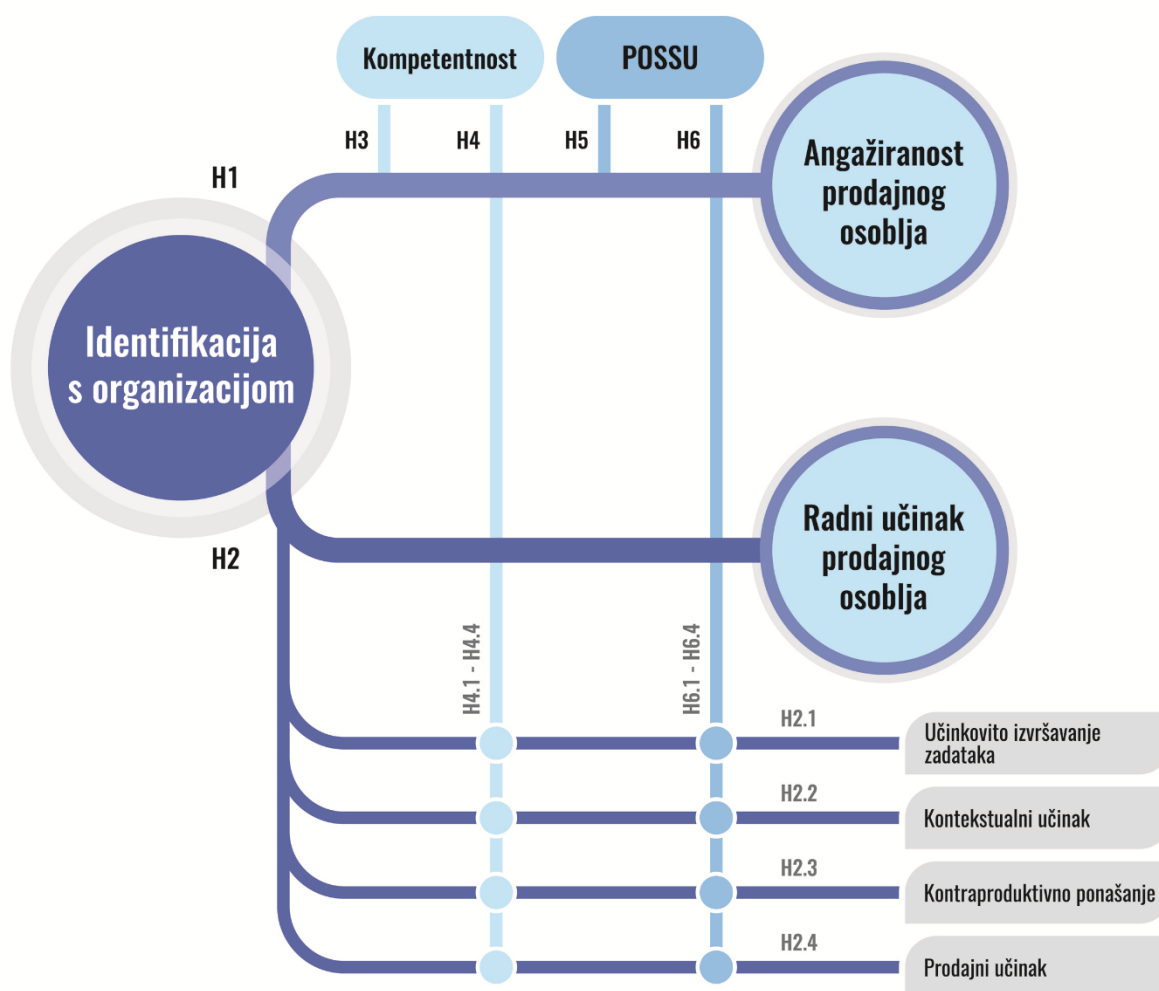 Kompetentnost
POSSU
H3
H4
H5
H6
H1
Angažiranost
prodajnog
osoblja
Identifikacija
s organizacijom
H2
Radni učinak
prodajnog
osoblja
H4.1 - H4.4
H6.1 - H6.4
H2.1
Učinkovito izvršavanje
zadataka
H2.2
Kontekstualni učinak
H2.3
Kontraproduktivno ponašanje
H2.4
Prodajni učinak